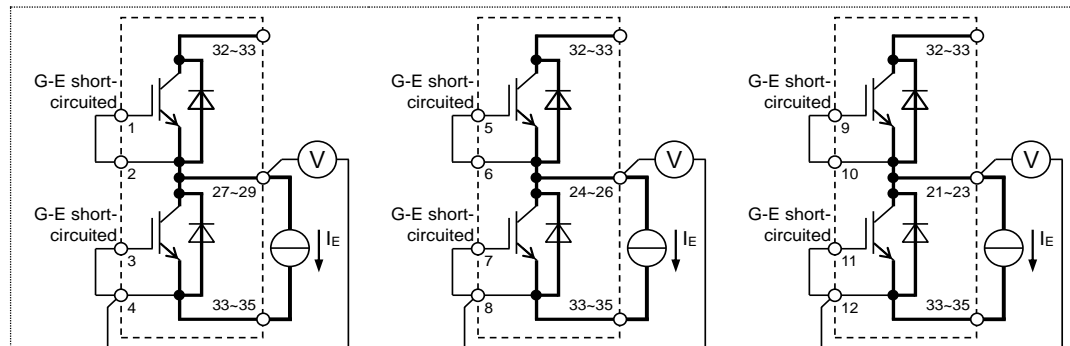 32~33
G-E short-
circuited
1
2
27~29
V
G-E short-
circuited
3
4
IE
33~35
32~33
G-E short-
circuited
5
6
24~26
V
G-E short-
circuited
7
8
IE
33~35
32~33
G-E short-
circuited
9
10
21~23
V
G-E short-
circuited
11
12
IE
33~35